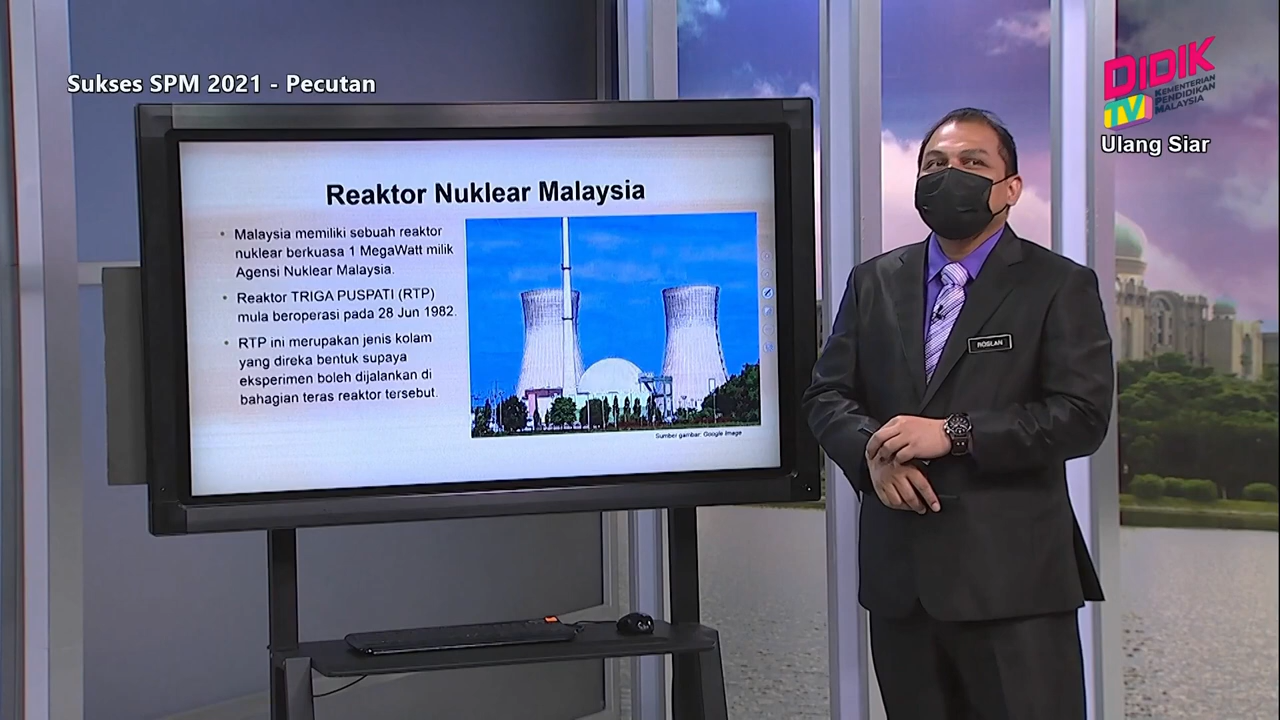 Sukses SPM 2021 - Pecutan
DIDIK
TV
KEMENTERIAN
PENDIDIKAN
MALAYSIA
Ulang Siar
Reaktor Nuklear Malaysia
• Malaysia memiliki sebuah reaktor
nuklear berkuasa 1 MegaWatt milik
Agensi Nuklear Malaysia.
• Reaktor TRIGA PUSPATI (RTP)
mula beroperasi pada 28 Jun 1982.
• RTP ini merupakan jenis kolam
yang direka bentuk supaya
eksperimen boleh dijalankan di
bahagian teras reaktor tersebut.
Sumber gambar: Google Image
ROSLAN